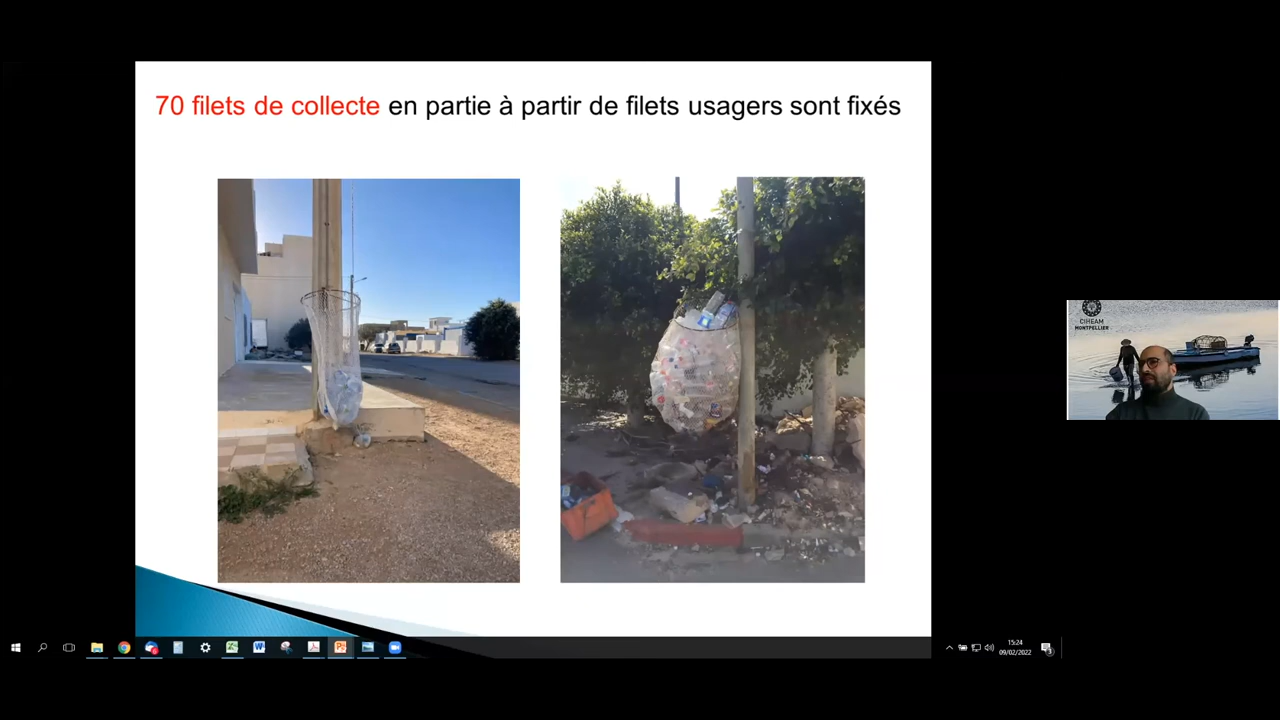 70 filets de collecte en partie à partir de filets usagers sont fixés
CIHEAM
MONTPELLIER
15:24
09/02/2022